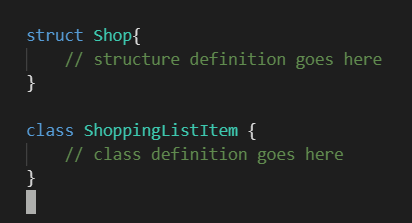 struct Shop{
    // structure definition goes here
}

class ShoppingListItem {
    // class definition goes here
}